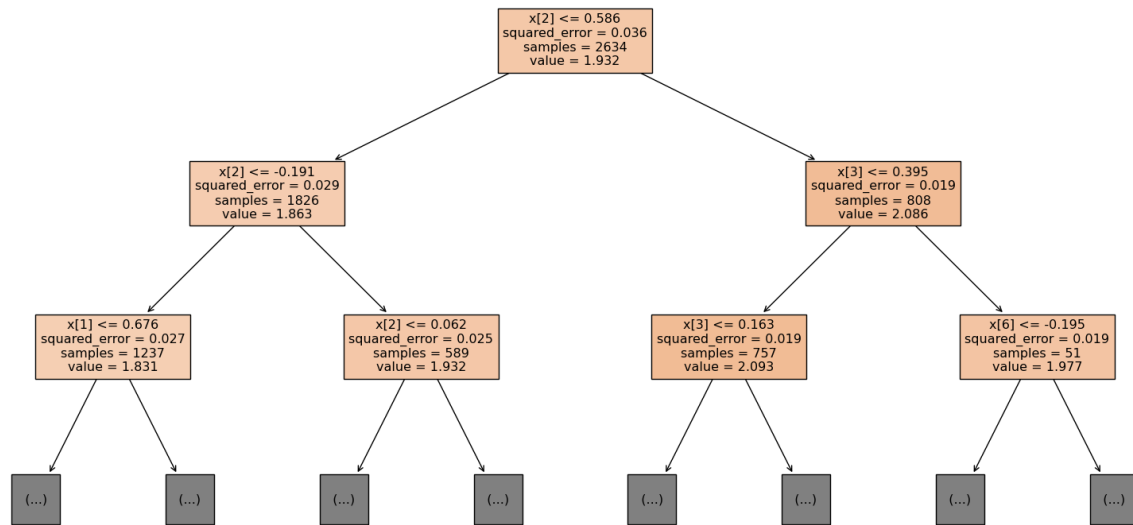 x[2] <= 0.586
squared_error = 0.036
samples = 2634
value = 1.932
x[2] <= -0.191
squared_error = 0.029
samples = 1826
value = 1.863
x[3] <= 0.395
squared_error = 0.019
samples = 808
value = 2.086
x[1] <= 0.676
squared_error = 0.027
samples = 1237
value = 1.831
x[2] <= 0.062
squared_error = 0.025
samples = 589
value = 1.932
x[3] <= 0.163
squared_error = 0.019
samples = 757
value = 2.093
x[6] <= -0.195
squared_error = 0.019
samples = 51
value = 1.977
(...)
(...)
(...)
(...)
(...)
(...)
(...)
(...)